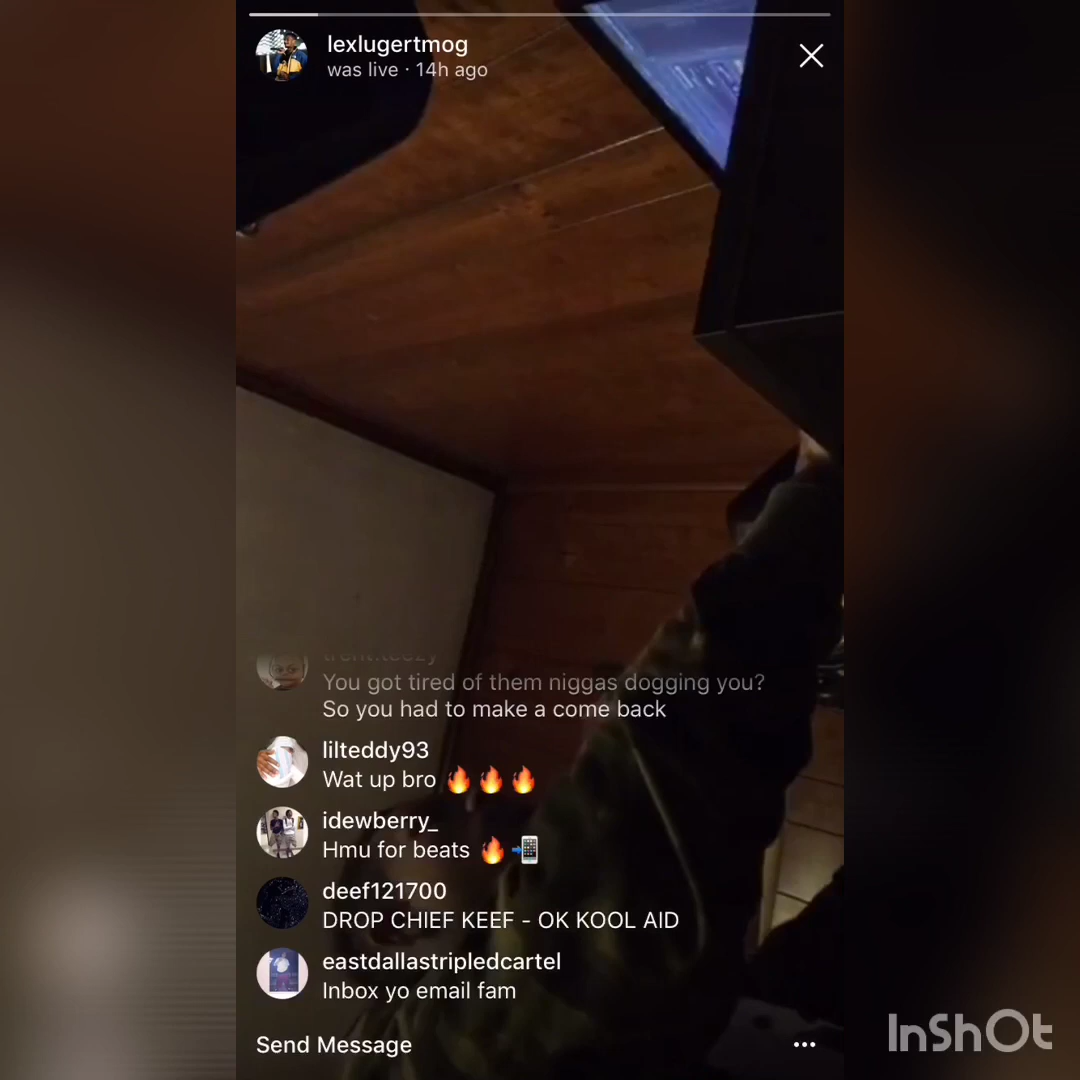 lexlugertmog
was live · 14h ago
You got tired of them niggas dogging you?
So you had to make a come back
lilteddy93
Wat up bro 🔥🔥🔥
idewberry_
Hmu for beats 🔥📲
deef121700
DROP CHIEF KEEF - OK KOOL AID
eastdallastripledcartel
Inbox yo email fam
Send Message
InShOt